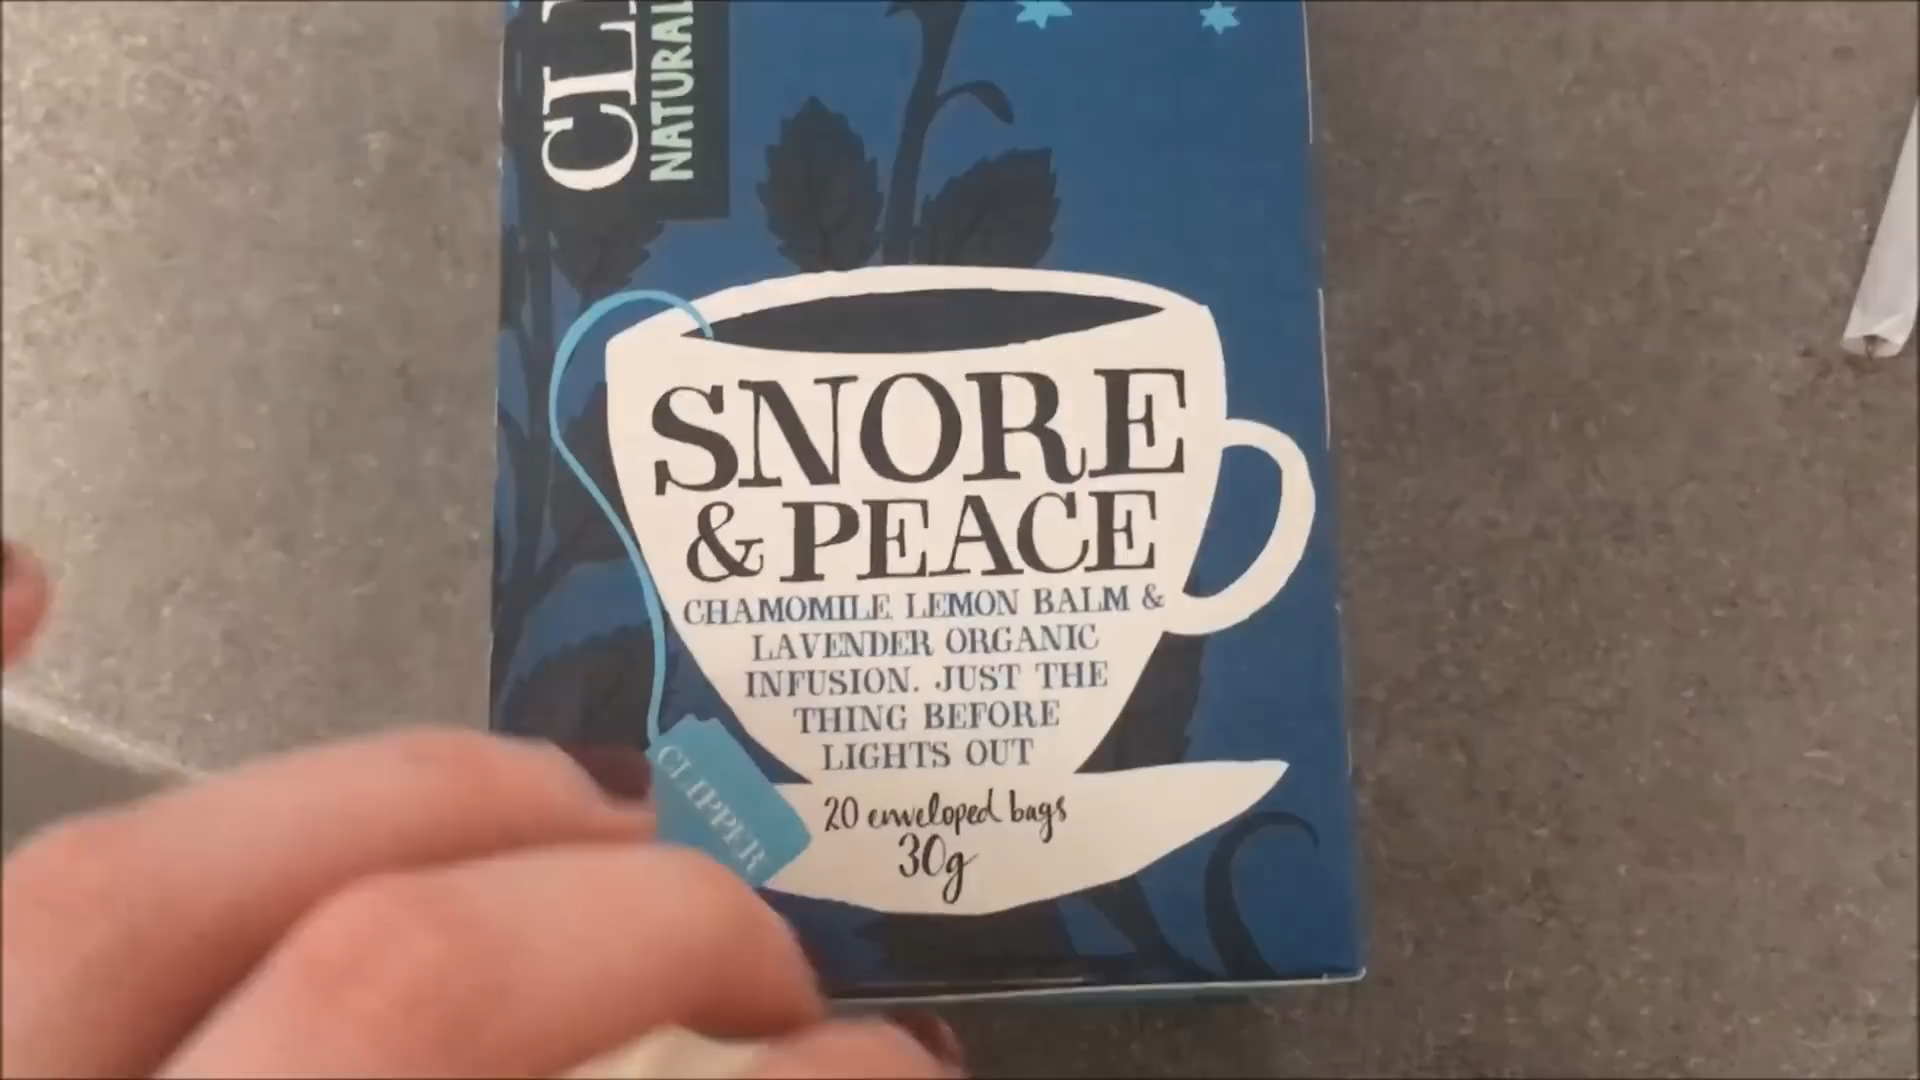 NATURAL
SNORE
& PEACE
CHAMOMILE, LEMON BALM &
LAVENDER ORGANIC
INFUSION. JUST THE
THING BEFORE
LIGHTS OUT
20 enveloped bags
30g
CLIPPER